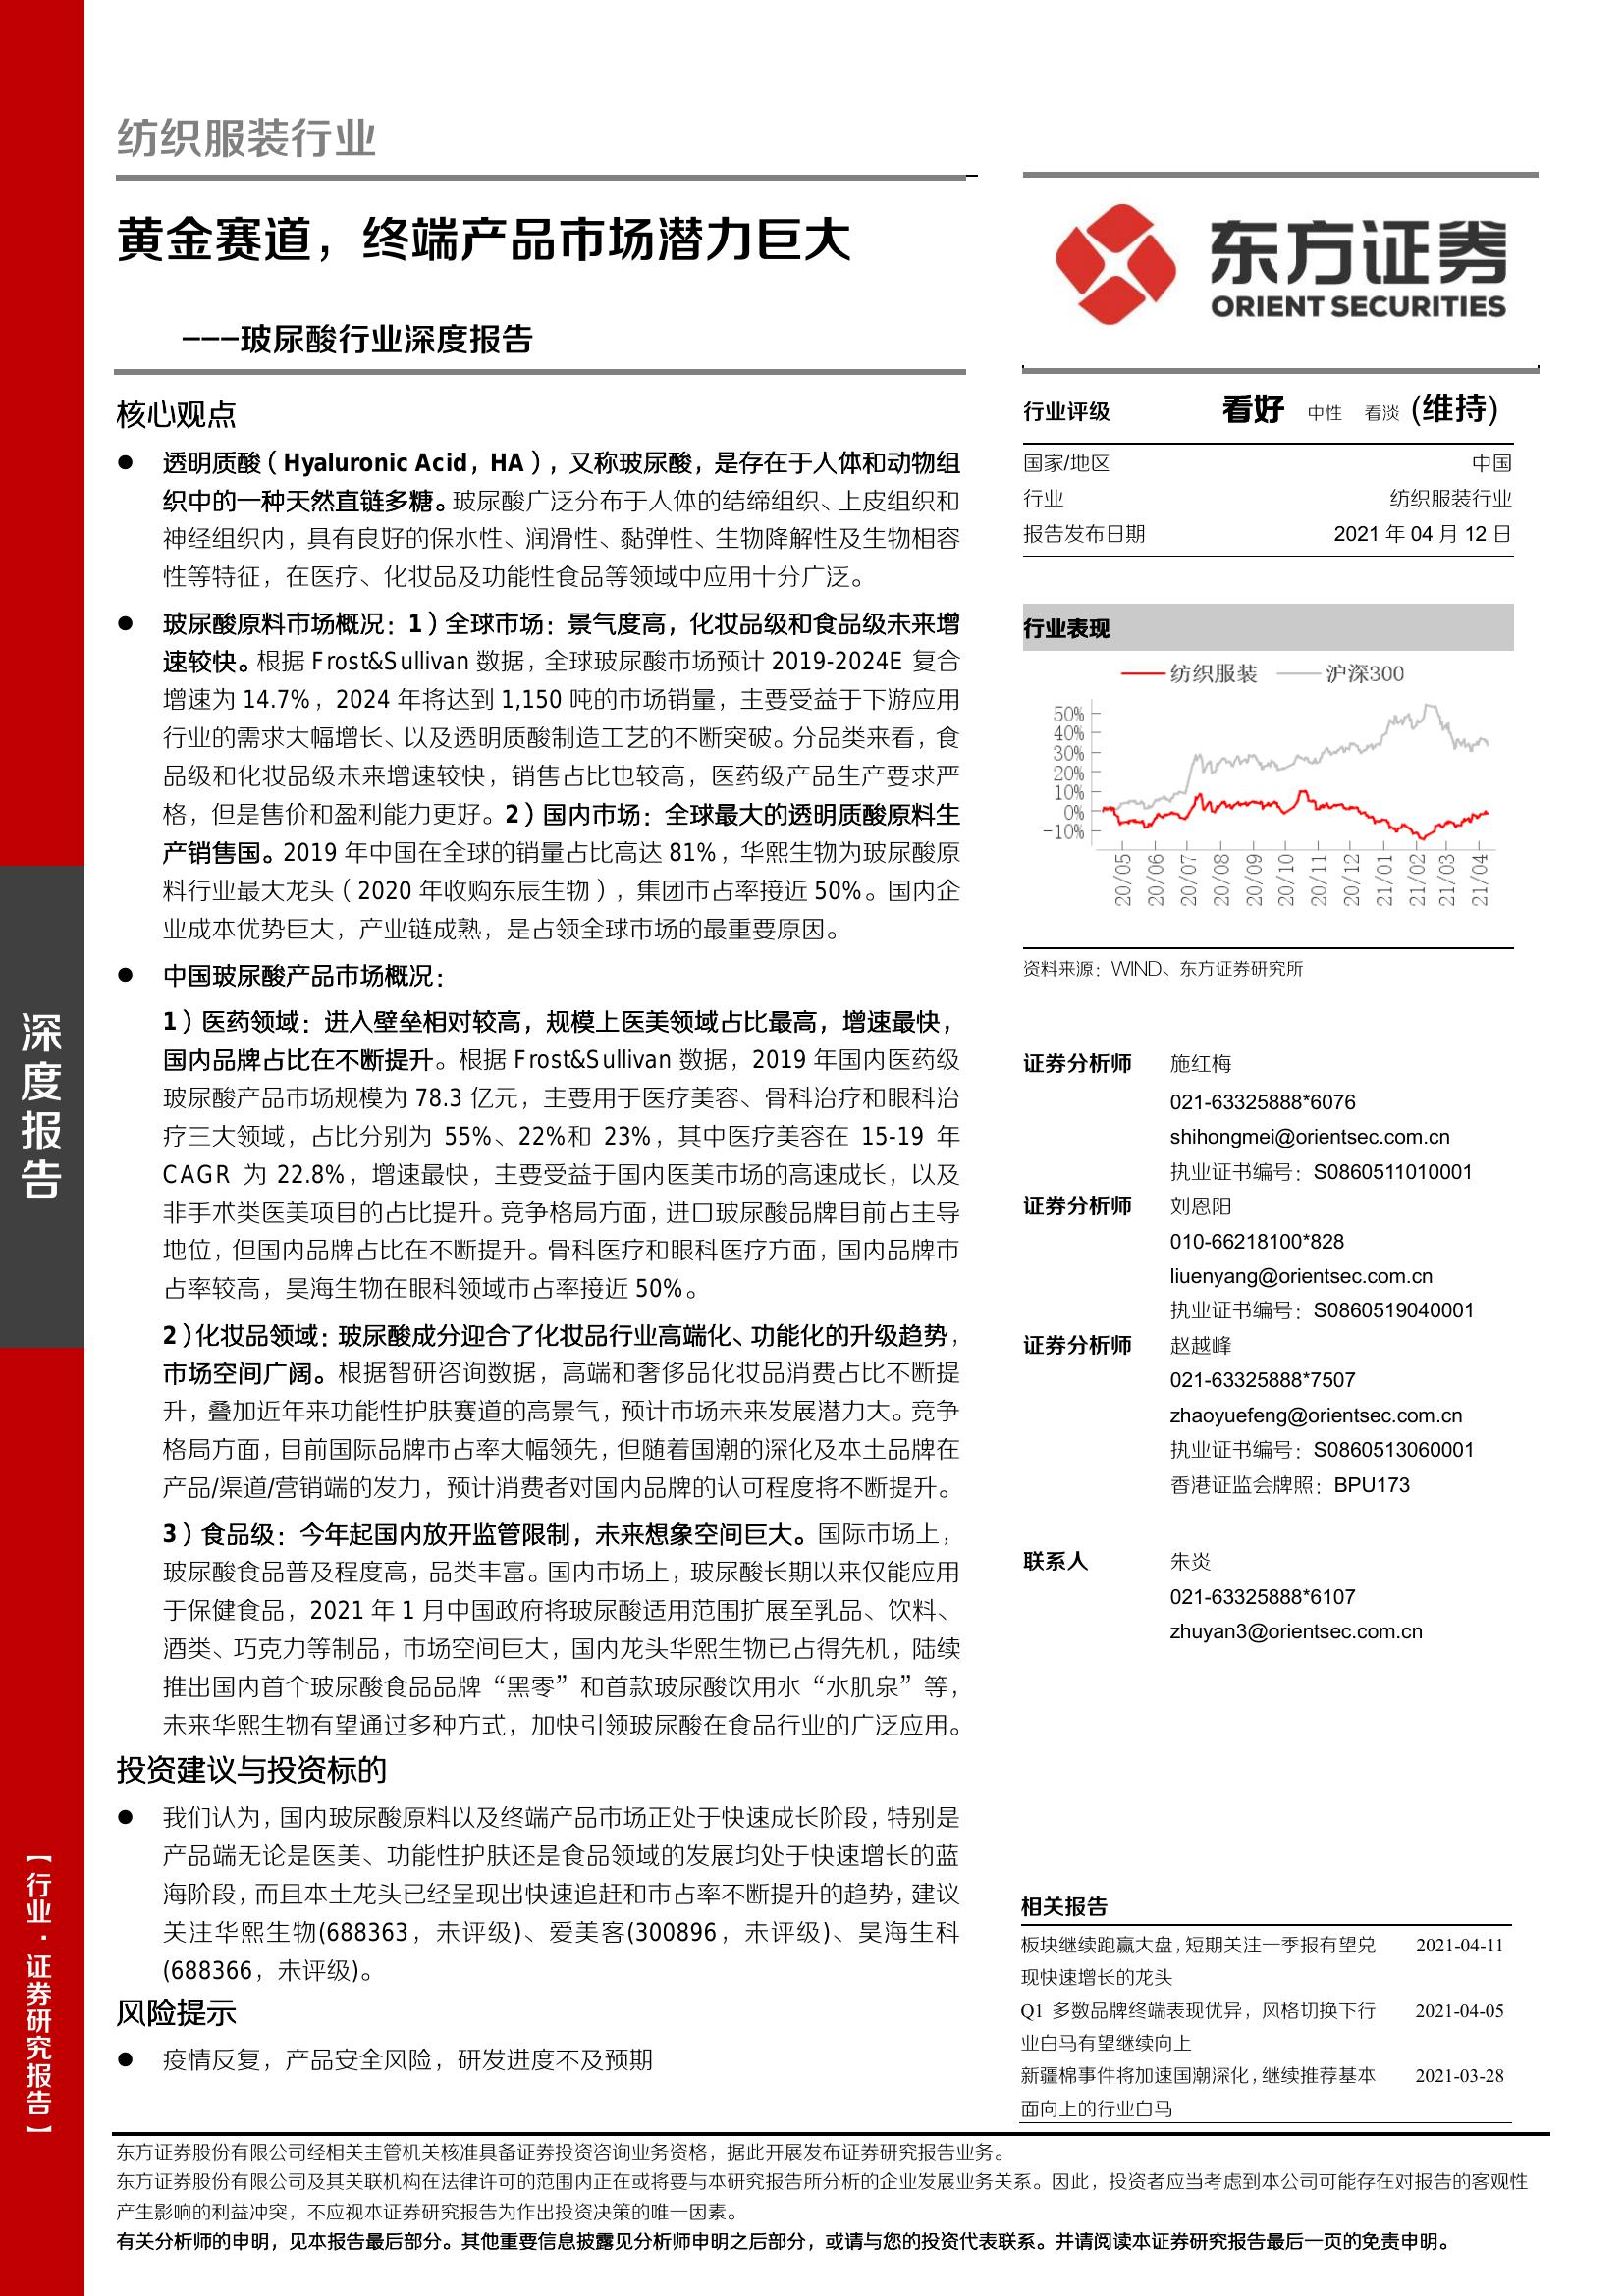 纺织服装行业
黄金赛道，终端产品市场潜力巨大
---玻尿酸行业深度报告
核心观点
● 透明质酸（Hyaluronic Acid，HA），又称玻尿酸，是存在于人体和动物组
织中的一种天然直链多糖。玻尿酸广泛分布于人体的结缔组织、上皮组织和
神经组织内，具有良好的保水性、润滑性、黏弹性、生物降解性及生物相容
性等特征，在医疗、化妆品及功能性食品等领域中应用十分广泛。
● 玻尿酸原料市场概况：1）全球市场：景气度高，化妆品级和食品级未来增
速较快。根据 Frost&Sullivan 数据，全球玻尿酸市场预计 2019-2024E 复合
增速为 14.7%，2024 年将达到 1,150 吨的市场销量，主要受益于下游应用
行业的需求大幅增长、以及透明质酸制造工艺的不断突破。分品类来看，食
品级和化妆品级未来增速较快，销售占比也较高，医药级产品生产要求严
格，但是售价和盈利能力更好。2）国内市场：全球最大的透明质酸原料生
产销售国。2019 年中国在全球的销量占比高达 81%，华熙生物为玻尿酸原
料行业最大龙头（2020 年收购东辰生物），集团市占率接近 50%。国内企
业成本优势巨大，产业链成熟，是占领全球市场的最重要原因。
● 中国玻尿酸产品市场概况：
1）医药领域：进入壁垒相对较高，规模上医美领域占比最高，增速最快，
国内品牌占比在不断提升。根据 Frost&Sullivan 数据，2019 年国内医药级
玻尿酸产品市场规模为 78.3 亿元，主要用于医疗美容、骨科治疗和眼科治
疗三大领域，占比分别为 55%、22%和 23%，其中医疗美容在 15-19 年
CAGR 为 22.8%，增速最快，主要受益于国内医美市场的高速成长，以及
非手术类医美项目的占比提升。竞争格局方面，进口玻尿酸品牌目前占主导
地位，但国内品牌占比在不断提升。骨科医疗和眼科医疗方面，国内品牌市
占率较高，昊海生物在眼科领域市占率接近 50%。
2）化妆品领域：玻尿酸成分迎合了化妆品行业高端化、功能化的升级趋势，
市场空间广阔。根据智研咨询数据，高端和奢侈品化妆品消费占比不断提
升，叠加近年来功能性护肤赛道的高景气，预计市场未来发展潜力大。竞争
格局方面，目前国际品牌市占率大幅领先，但随着国潮的深化及本土品牌在
产品/渠道/营销端的发力，预计消费者对国内品牌的认可程度将不断提升。
3）食品级：今年起国内放开监管限制，未来想象空间巨大。国际市场上，
玻尿酸食品普及程度高，品类丰富。国内市场上，玻尿酸长期以来仅能应用
于保健食品，2021 年 1 月中国政府将玻尿酸适用范围扩展至乳品、饮料、
酒类、巧克力等制品，市场空间巨大，国内龙头华熙生物已占得先机，陆续
推出国内首个玻尿酸食品品牌“黑零”和首款玻尿酸饮用水“水肌泉”等，
未来华熙生物有望通过多种方式，加快引领玻尿酸在食品行业的广泛应用。
投资建议与投资标的
● 我们认为，国内玻尿酸原料以及终端产品市场正处于快速成长阶段，特别是
产品端无论是医美、功能性护肤还是食品领域的发展均处于快速增长的蓝
海阶段，而且本土龙头已经呈现出快速追赶和市占率不断提升的趋势，建议
关注华熙生物(688363，未评级)、爱美客(300896，未评级)、昊海生科
(688366，未评级)。
风险提示
● 疫情反复，产品安全风险，研发进度不及预期
东方证券
ORIENT SECURITIES
行业评级 看好 中性 看淡 (维持)
国家/地区 中国
行业 纺织服装行业
报告发布日期 2021 年 04 月 12 日
行业表现
纺织服装 沪深300
50%
40%
30%
20%
10%
0%
-10%
20/05 20/06 20/07 20/08 20/09 20/10 20/11 20/12 21/01 21/02 21/03 21/04
资料来源：WIND、东方证券研究所
证券分析师 施红梅
021-63325888*6076
shihongmei@orientsec.com.cn
执业证书编号：S0860511010001
证券分析师 刘恩阳
010-66218100*828
liuenyang@orientsec.com.cn
执业证书编号：S0860519040001
证券分析师 赵越峰
021-63325888*7507
zhaoyuefeng@orientsec.com.cn
执业证书编号：S0860513060001
香港证监会牌照：BPU173
联系人 朱炎
021-63325888*6107
zhuyan3@orientsec.com.cn
相关报告
板块继续跑赢大盘，短期关注一季报有望兑 2021-04-11
现快速增长的龙头
Q1 多数品牌终端表现优异，风格切换下行 2021-04-05
业白马有望继续向上
新疆棉事件将加速国潮深化，继续推荐基本 2021-03-28
面向上的行业白马
深度报告
【行业·证券研究报告】
东方证券股份有限公司经相关主管机关核准具备证券投资咨询业务资格，据此开展发布证券研究报告业务。
东方证券股份有限公司及其关联机构在法律许可的范围内正在或将要与本研究报告所分析的企业发展业务关系。因此，投资者应当考虑到本公司可能存在对报告的客观性
产生影响的利益冲突，不应视本证券研究报告为作出投资决策的唯一因素。
有关分析师的申明，见本报告最后部分。其他重要信息披露见分析师申明之后部分，或请与您的投资代表联系。并请阅读本证券研究报告最后一页的免责申明。